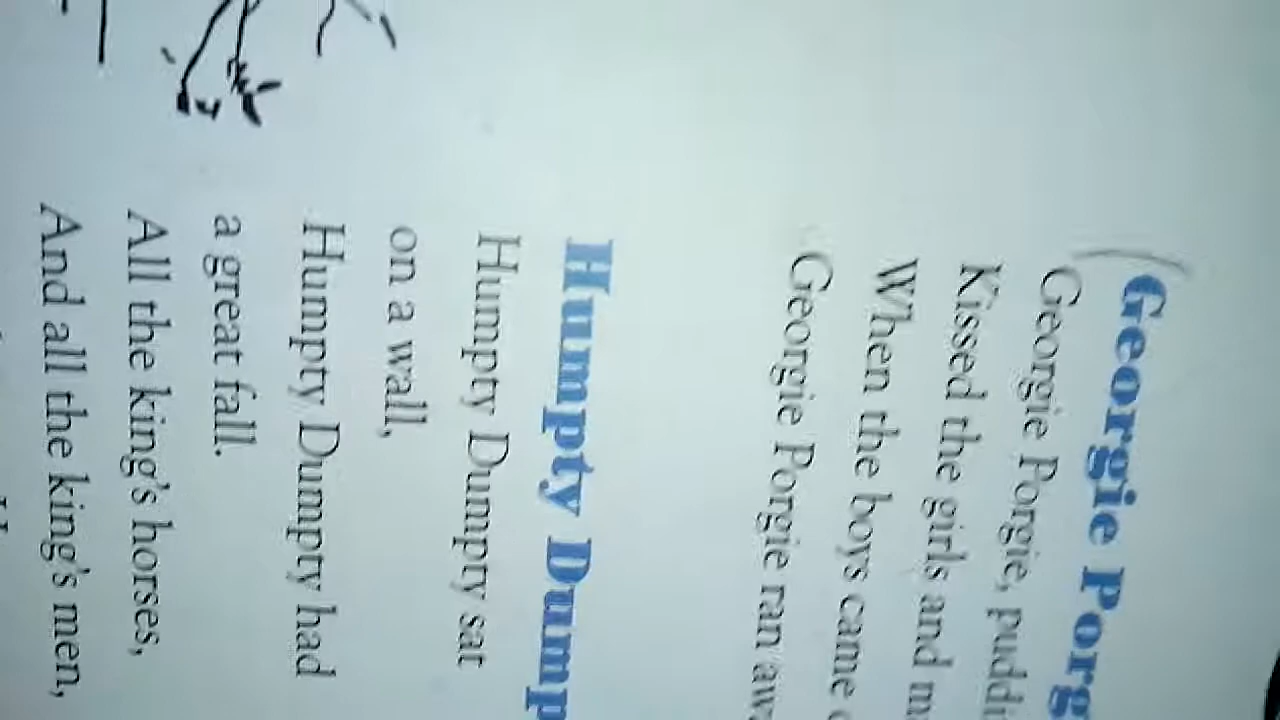 Georgie Porg
Georgie Porgie, puddi
Kissed the girls and m
When the boys came
Georgie Porgie ran aw
Humpty Dump
Humpty Dumpty sat
on a wall,
Humpty Dumpty had
a great fall.
All the king's horses,
And all the king's men,